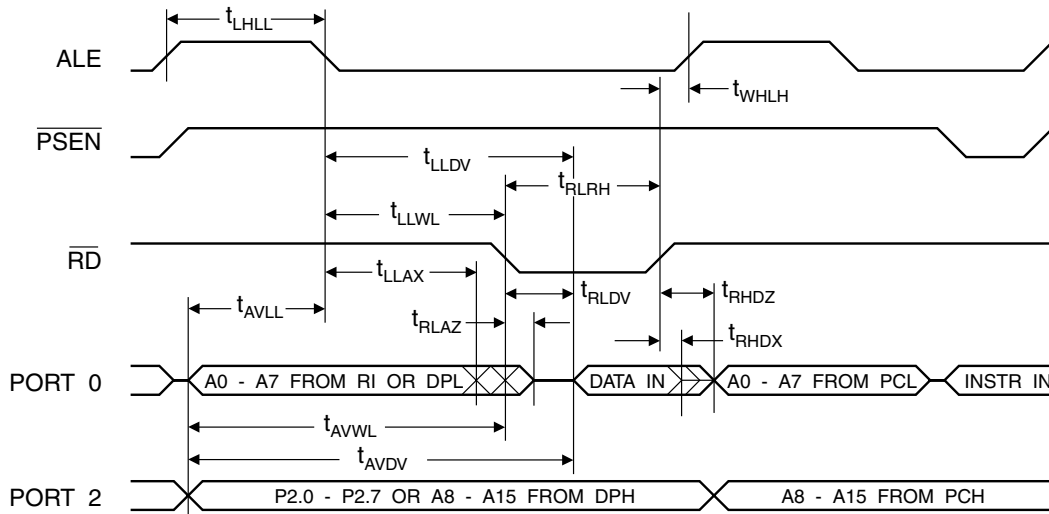 tLHLL
ALE
tWHLH
PSEN
tLLDV
tRLRH
tLLWL
RD
tLLAX
tRLDV
tRHDZ
tAVLL
tRLAZ
tRHDX
PORT 0
A0 - A7 FROM RI OR DPL
DATA IN
A0 - A7 FROM PCL
INSTR IN
tAVWL
tAVDV
PORT 2
P2.0 - P2.7 OR A8 - A15 FROM DPH
A8 - A15 FROM PCH